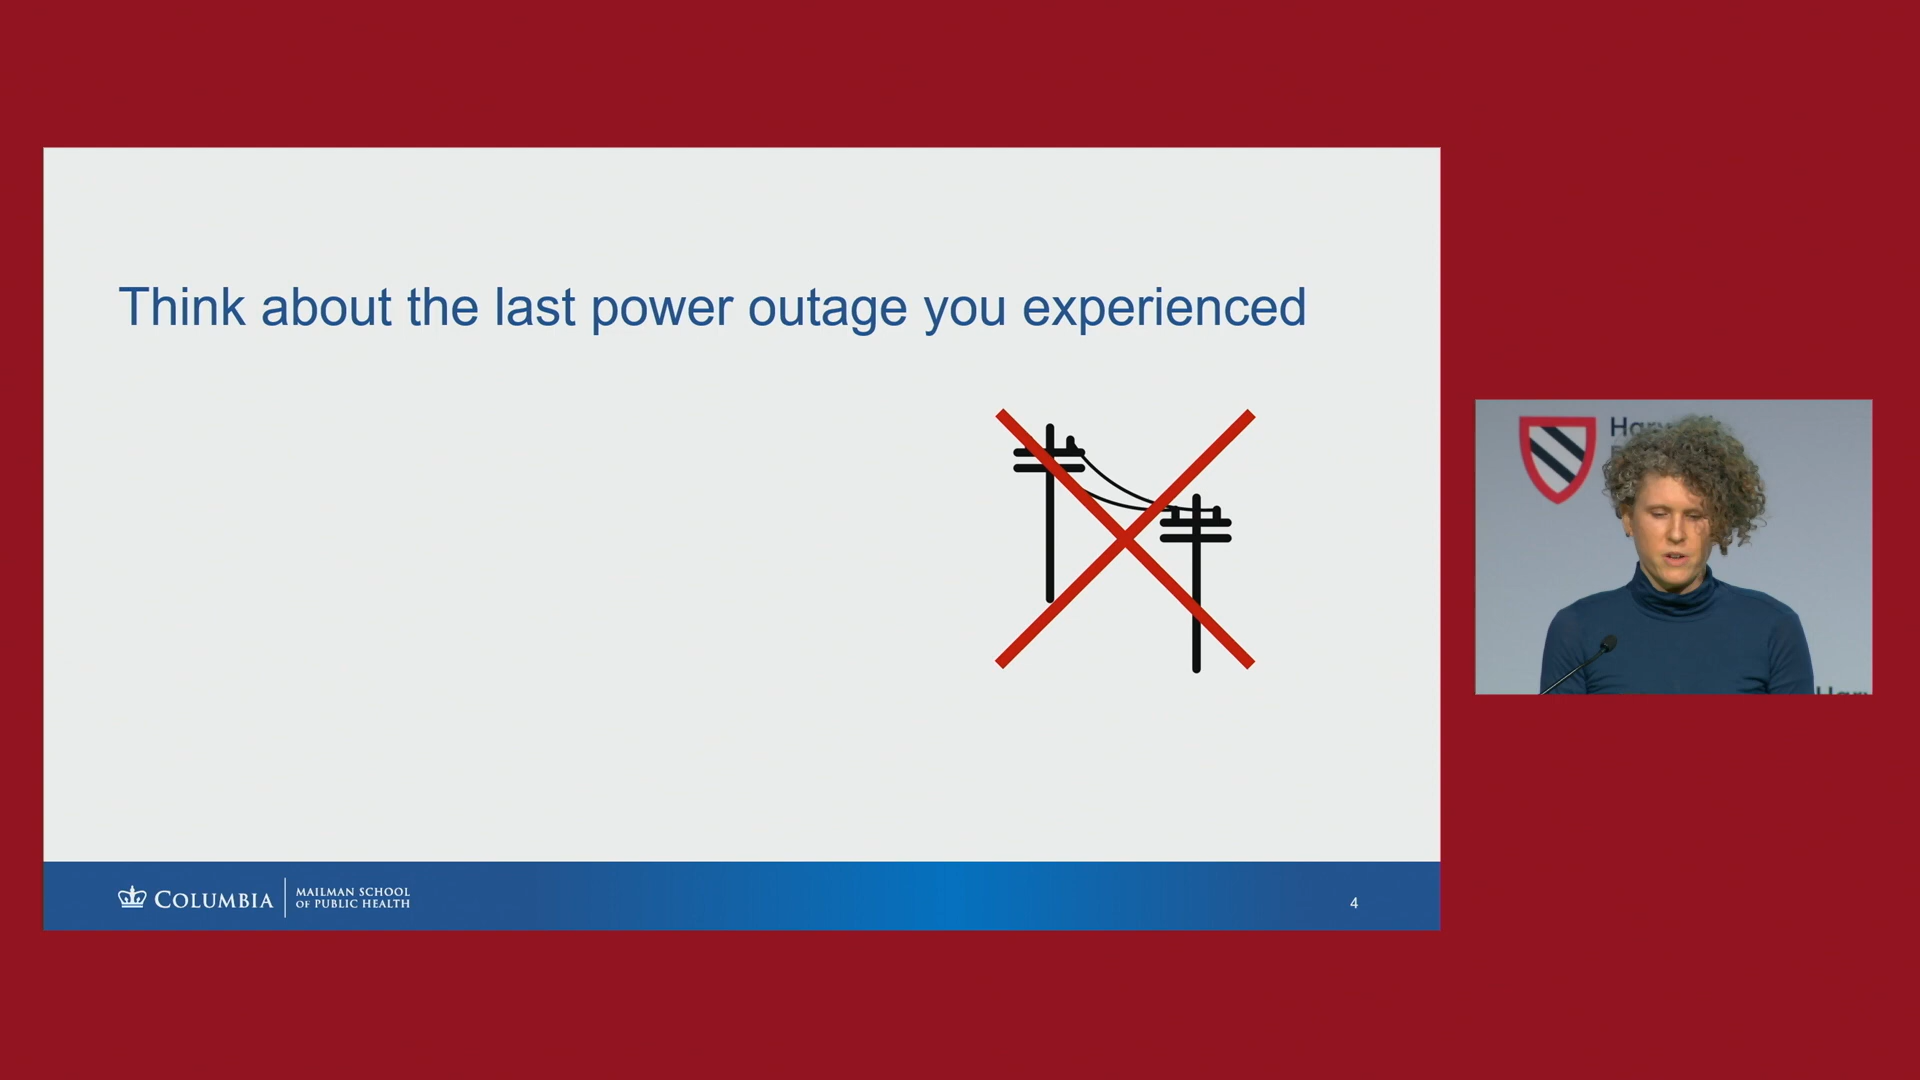 Think about the last power outage you experienced
COLUMBIA
MAILMAN SCHOOL
OF PUBLIC HEALTH
4